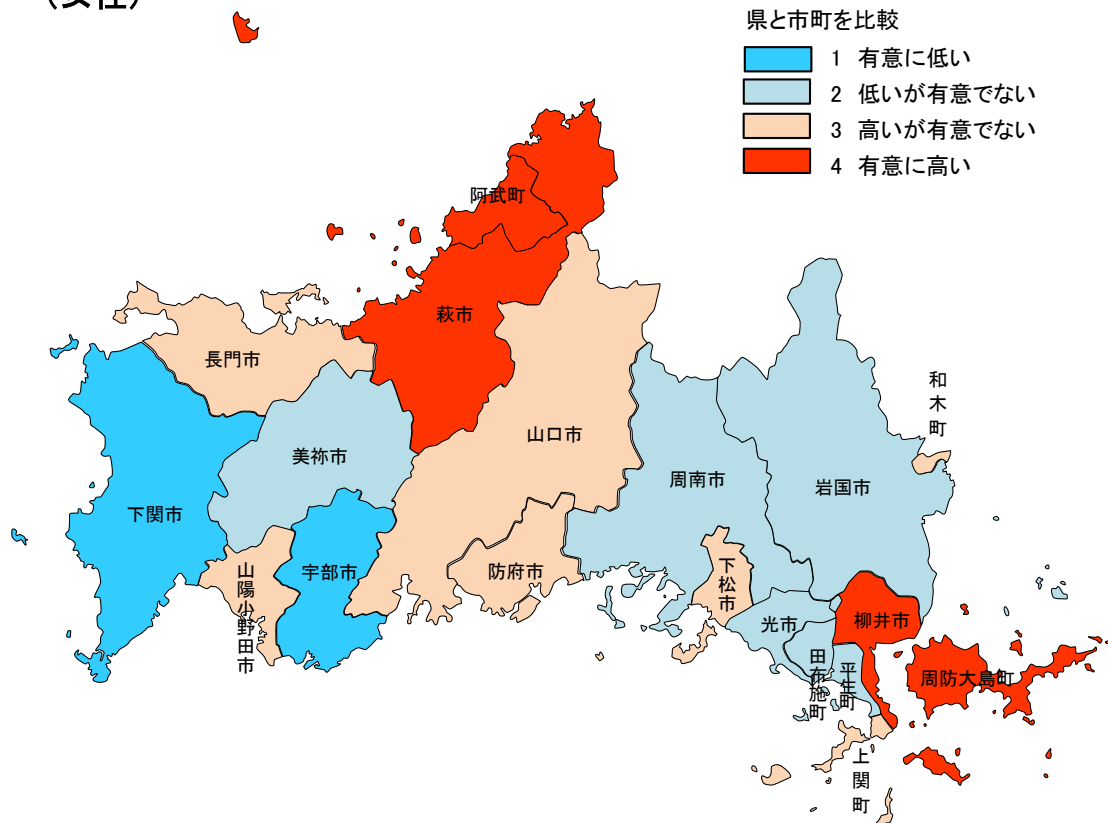 (女性)
県と市町を比較
1 有意に低い
2 低いが有意でない
3 高いが有意でない
4 有意に高い
阿武町
萩市
長門市
和木町
山口市
美祢市
周南市
岩国市
下関市
宇部市
防府市
下松市
山陽小野田市
柳井市
光市
田布施町
平生町
周防大島町
上関町